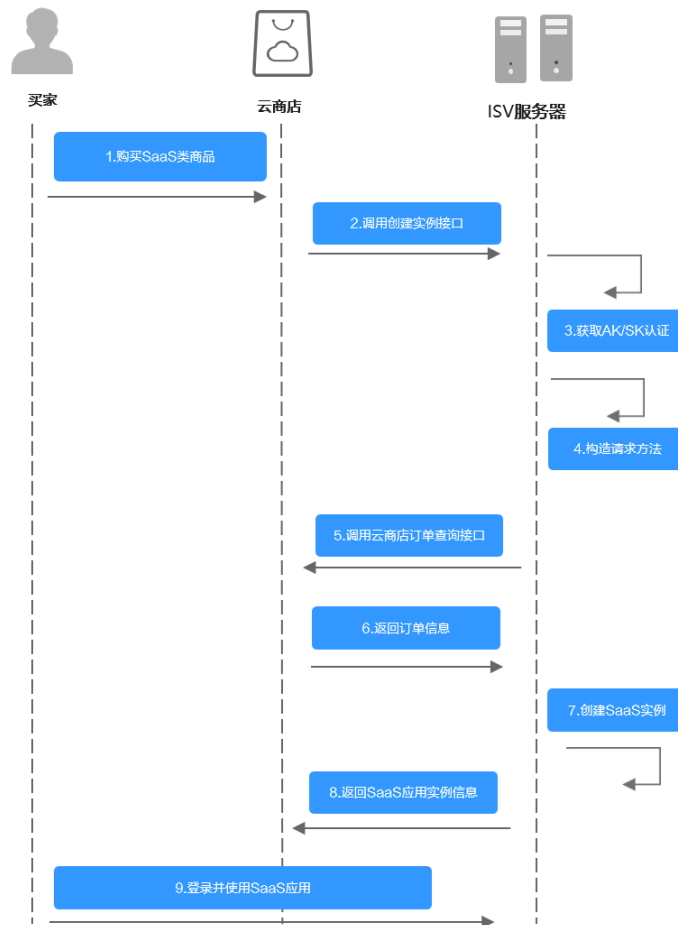 买家
云商店
ISV服务器
1.购买SaaS类商品
2.调用创建实例接口
3.获取AK/SK认证
4.构造请求方法
5.调用云商店订单查询接口
6.返回订单信息
7.创建SaaS实例
8.返回SaaS应用实例信息
9.登录并使用SaaS应用